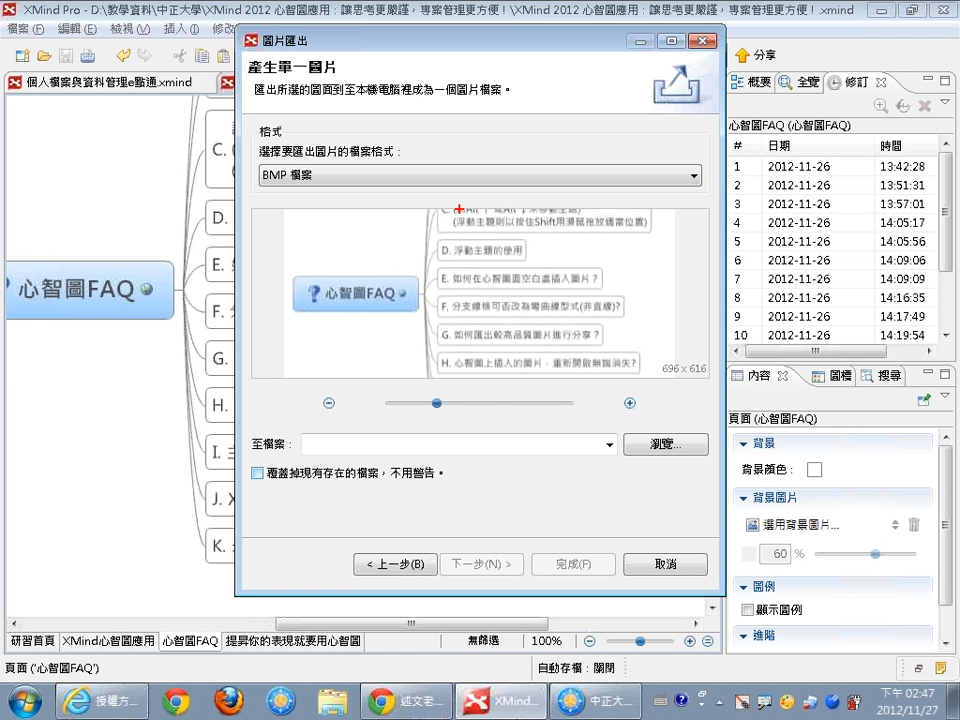 XMind Pro - D:\教學資料\中正大學\XMind 2012 心智圖應用：讓思考更嚴謹，專案管理更方便！\XMind 2012 心智圖應用：讓思考更嚴謹，專案管理更方便！.xmind
檔案(F) 編輯(E) 檢視(V) 插入(I) 修改
分享
個人檔案與資料管理e點通.xmind
圖片匯出
產生單一圖片
匯出所選的圖面到至本機電腦裡成為一個圖片檔案。
格式
選擇要匯出圖片的檔案格式：
BMP 檔案
(浮動主題則以按住Shift用滑鼠拖放適當位置)
D. 浮動主題的使用
E. 如何在心智圖面空白處插入圖片？
心智圖FAQ
F. 分支線條可否改為彎曲線型式(非直線)?
G. 如何匯出較高品質圖片進行分享？
H. 心智圖上插入的圖片，重新開啟無端消失?
696 x 616
至檔案：
瀏覽...
覆蓋掉現有存在的檔案，不用警告。
< 上一步(B)
下一步(N) >
完成(F)
取消
心智圖FAQ
C.
D.
E.
F.
G.
H.
I.
J. X
K.
概要 全覽 修訂
心智圖FAQ (心智圖FAQ)
# 日期 時間
1 2012-11-26 13:42:28
2 2012-11-26 13:51:31
3 2012-11-26 13:57:01
4 2012-11-26 14:05:17
5 2012-11-26 14:05:56
6 2012-11-26 14:09:06
7 2012-11-26 14:09:09
8 2012-11-26 14:16:35
9 2012-11-26 14:17:49
10 2012-11-26 14:19:54
內容 圖檔 搜尋
頁面 (心智圖FAQ)
背景
背景顏色：
背景圖片
選用背景圖片...
60 %
圖例
顯示圖例
進階
研習首頁 XMind心智圖應用 心智圖FAQ 提昇你的表現就要用心智圖
無篩選 100%
頁面 ('心智圖FAQ')
自動存檔：關閉
授權方...
述文老...
XMind...
中正大...
下午 02:47
2012/11/27